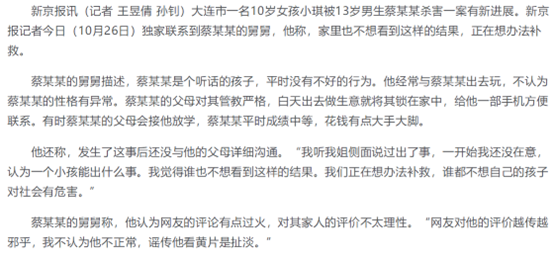 新京报讯（记者 王昱倩 孙钊）大连市一名10岁女孩小琪被13岁男生蔡某某杀害一案有新进展。新京
报记者今日（10月26日）独家联系到蔡某某的舅舅，他称，家里也不想看到这样的结果，正在想办法补
救。
蔡某某的舅舅描述，蔡某某是个听话的孩子，平时没有不好的行为。他经常与蔡某某出去玩，不认为
蔡某某的性格有异常。蔡某某的父母对其管教严格，白天出去做生意就将其锁在家中，给他一部手机方便
联系。有时蔡某某的父母会接他放学，蔡某某平时成绩中等，花钱有点大手大脚。
他还称，发生了这事后还没与他的父母详细沟通。“我听我姐侧面说过出了事，一开始我还没在意，
认为一个小孩能出什么事。我觉得谁也不想看到这样的结果。我们正在想办法补救，谁都不想自己的孩子
对社会有危害。”
蔡某某的舅舅称，他认为网友的评论有点过火，对其家人的评价不太理性。“网友对他的评价越传越
邪乎，我不认为他不正常，谣传他看黄片是扯淡。”